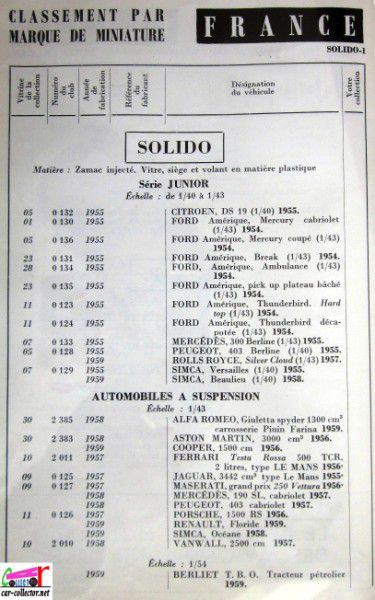 CLASSEMENT PAR
MARQUE DE MINIATURE
FRANCE
SOLIDO-1
Vitrine de la collection
Numéro du club
Année de fabrication
Référence du fabricant
Désignation du véhicule
Votre collection
SOLIDO
Matière : Zamac injecté. Vitre, siège et volant en matière plastique
Série JUNIOR
Échelle : de 1/40 à 1/43
05 0 132 1955 CITROEN, DS 19 (1/40) 1955.
01 0 130 1955 FORD Amérique, Mercury cabriolet
(1/43) 1954.
05 0 136 1955 FORD Amérique, Mercury coupé (1/43)
1954.
23 0 131 1955 FORD Amérique, Break (1/43) 1954.
28 0 134 1955 FORD, Amérique, Ambulance (1/43)
1954.
23 0 135 1955 FORD Amérique, pick up plateau bâché
(1/43) 1954.
11 0 123 1955 FORD Amérique, Thunderbird. Hard
top (1/43) 1954.
11 0 124 1955 FORD Amérique, Thunderbird déca-
potée (1/43) 1954.
07 0 133 1955 MERCÉDÈS, 300 Berline (1/43) 1955.
05 0 128 1955 PEUGEOT, 403 Berline (1/40) 1955.
1959 ROLLS ROYCE, Silver Cloud (1/43) 1957.
07 0 129 1955 SIMCA, Versailles (1/40) 1955.
1959 SIMCA, Beaulieu (1/40) 1958.
AUTOMOBILES A SUSPENSION
Échelle : 1/43
30 2 385 1958 ALFA ROMEO, Giuletta spyder 1300 cm³
carrosserie Pinin Farina 1959.
30 2 383 1958 ASTON MARTIN, 3000 cm³ 1956.
1959 COOPER, 1500 cm 1956.
10 2 011 1957 FERRARI Testa Rossa 500 TCR,
2 litres, type LE MANS 1956.
09 0 125 1957 JAGUAR, 3442 cm³ type Le Mans 1955.
09 0 127 1957 MASERATI, grand prix 250 Vettura 1956.
1958 MERCÉDÈS, 190 SL, cabriolet 1957.
1958 PEUGEOT, 403 cabriolet 1957.
11 0 126 1957 PORSCHE, 1500 RS 1956.
1959 RENAULT, Floride 1959.
1959 SIMCA, Océane 1958.
10 2 010 1958 VANWALL, 2500 cm 1957.
Échelle : 1/54
1959 BERLIET T. B. O. Tracteur pétrolier
1959.
Car-Collector
www.car-collector.net